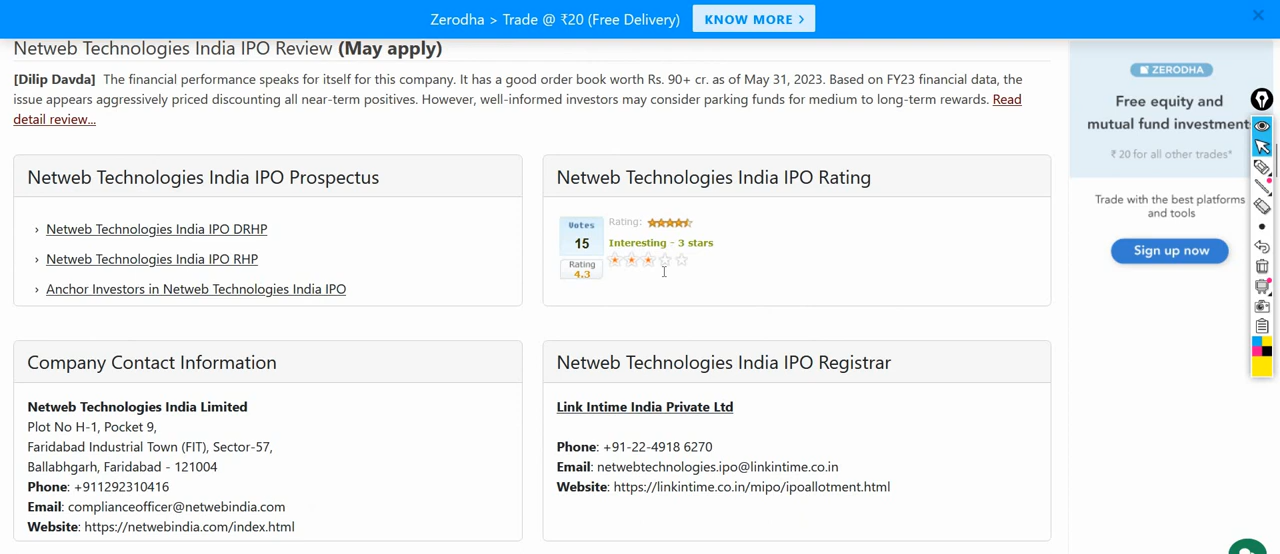 Zerodha > Trade @ ₹20 (Free Delivery) KNOW MORE >
Netweb Technologies India IPO Review (May apply)
[Dilip Davda] The financial performance speaks for itself for this company. It has a good order book worth Rs. 90+ cr. as of May 31, 2023. Based on FY23 financial data, the
issue appears aggressively priced discounting all near-term positives. However, well-informed investors may consider parking funds for medium to long-term rewards. Read
detail review...
Netweb Technologies India IPO Prospectus
› Netweb Technologies India IPO DRHP
› Netweb Technologies India IPO RHP
› Anchor Investors in Netweb Technologies India IPO
Netweb Technologies India IPO Rating
Votes
15
Rating
4.3
Rating:
Interesting - 3 stars
Company Contact Information
Netweb Technologies India Limited
Plot No H-1, Pocket 9,
Faridabad Industrial Town (FIT), Sector-57,
Ballabhgarh, Faridabad - 121004
Phone: +911292310416
Email: complianceofficer@netwebindia.com
Website: https://netwebindia.com/index.html
Netweb Technologies India IPO Registrar
Link Intime India Private Ltd
Phone: +91-22-4918 6270
Email: netwebtechnologies.ipo@linkintime.co.in
Website: https://linkintime.co.in/mipo/ipoallotment.html
ZERODHA
Free equity and
mutual fund investment
₹ 20 for all other trades*
Trade with the best platforms
and tools
Sign up now